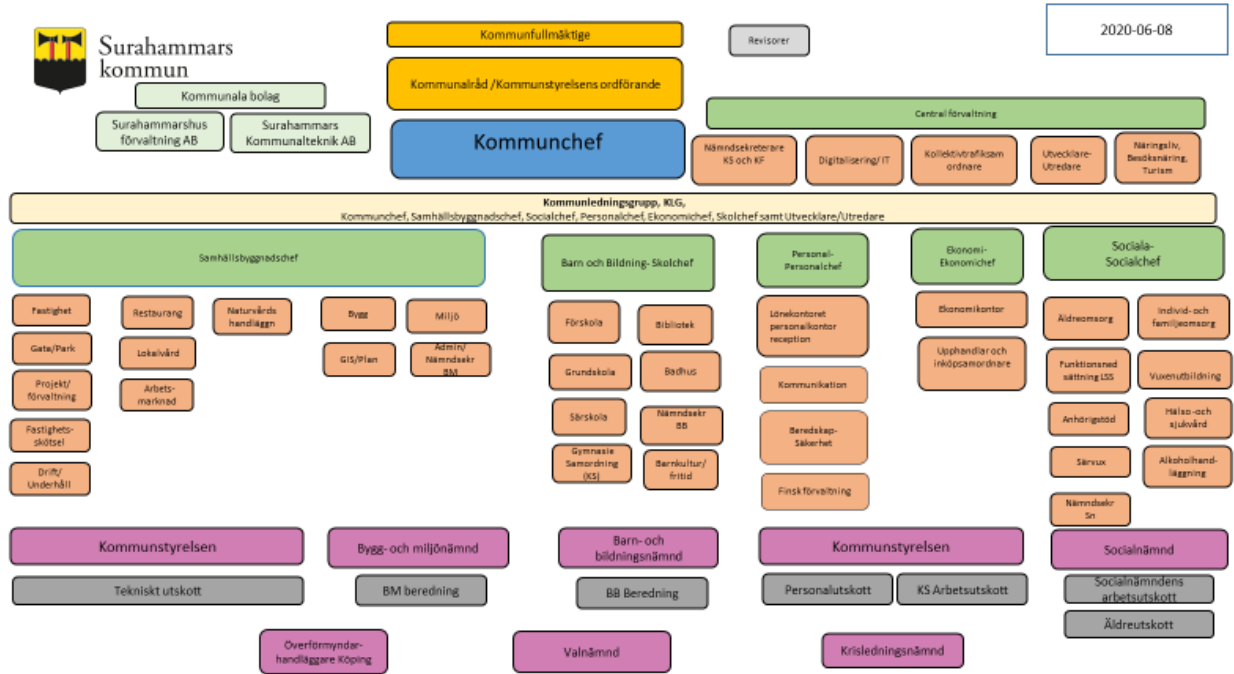 Surahammars
kommun
Kommunfullmäktige
Revisorer
2020-06-08
Kommunala bolag
Kommunalråd /Kommunstyrelsens ordförande
Surahammarshus
förvaltning AB
Surahammars
Kommunalteknik AB
Kommunchef
Central förvaltning
Nämndsekreterare
KS och KF
Digitalisering/ IT
Kollektivtrafiksam
ordnare
Utvecklare-
Utredare
Näringsliv,
Besöksnäring,
Turism
Kommunledningsgrupp, KLG,
Kommunchef, Samhällsbyggnadschef, Socialchef, Personalchef, Ekonomichef, Skolchef samt Utvecklare/Utredare
Samhällsbyggnadschef
Fastighet
Gata/Park
Projekt/
förvaltning
Fastighets-
skötsel
Drift/
Underhåll
Restaurang
Lokalvård
Arbets-
marknad
Naturvårds
handläggn
Bygg
GIS/Plan
Miljö
Admin/
Nämndsekr
BM
Barn och Bildning- Skolchef
Förskola
Grundskola
Särskola
Gymnasie
Samordning
(KS)
Bibliotek
Badhus
Nämndsekr
BB
Barnkultur/
fritid
Personal-
Personalchef
Lönekontoret
personalkontor
reception
Kommunikation
Beredskap-
Säkerhet
Finsk förvaltning
Ekonomi-
Ekonomichef
Ekonomikontor
Upphandlar och
inköpsamordnare
Sociala-
Socialchef
Äldreomsorg
Funktionsned
sättning LSS
Anhörigstöd
Särvux
Nämndsekr
Sn
Individ- och
familjeomsorg
Vuxenutbildning
Hälso -och
sjukvård
Alkoholhand-
läggning
Kommunstyrelsen
Tekniskt utskott
Bygg- och miljönämnd
BM beredning
Barn- och
bildningsnämnd
BB Beredning
Kommunstyrelsen
Personalutskott
KS Arbetsutskott
Socialnämnd
Socialnämndens
arbetsutskott
Äldreutskott
Överförmyndar-
handläggare Köping
Valnämnd
Krisledningsnämnd